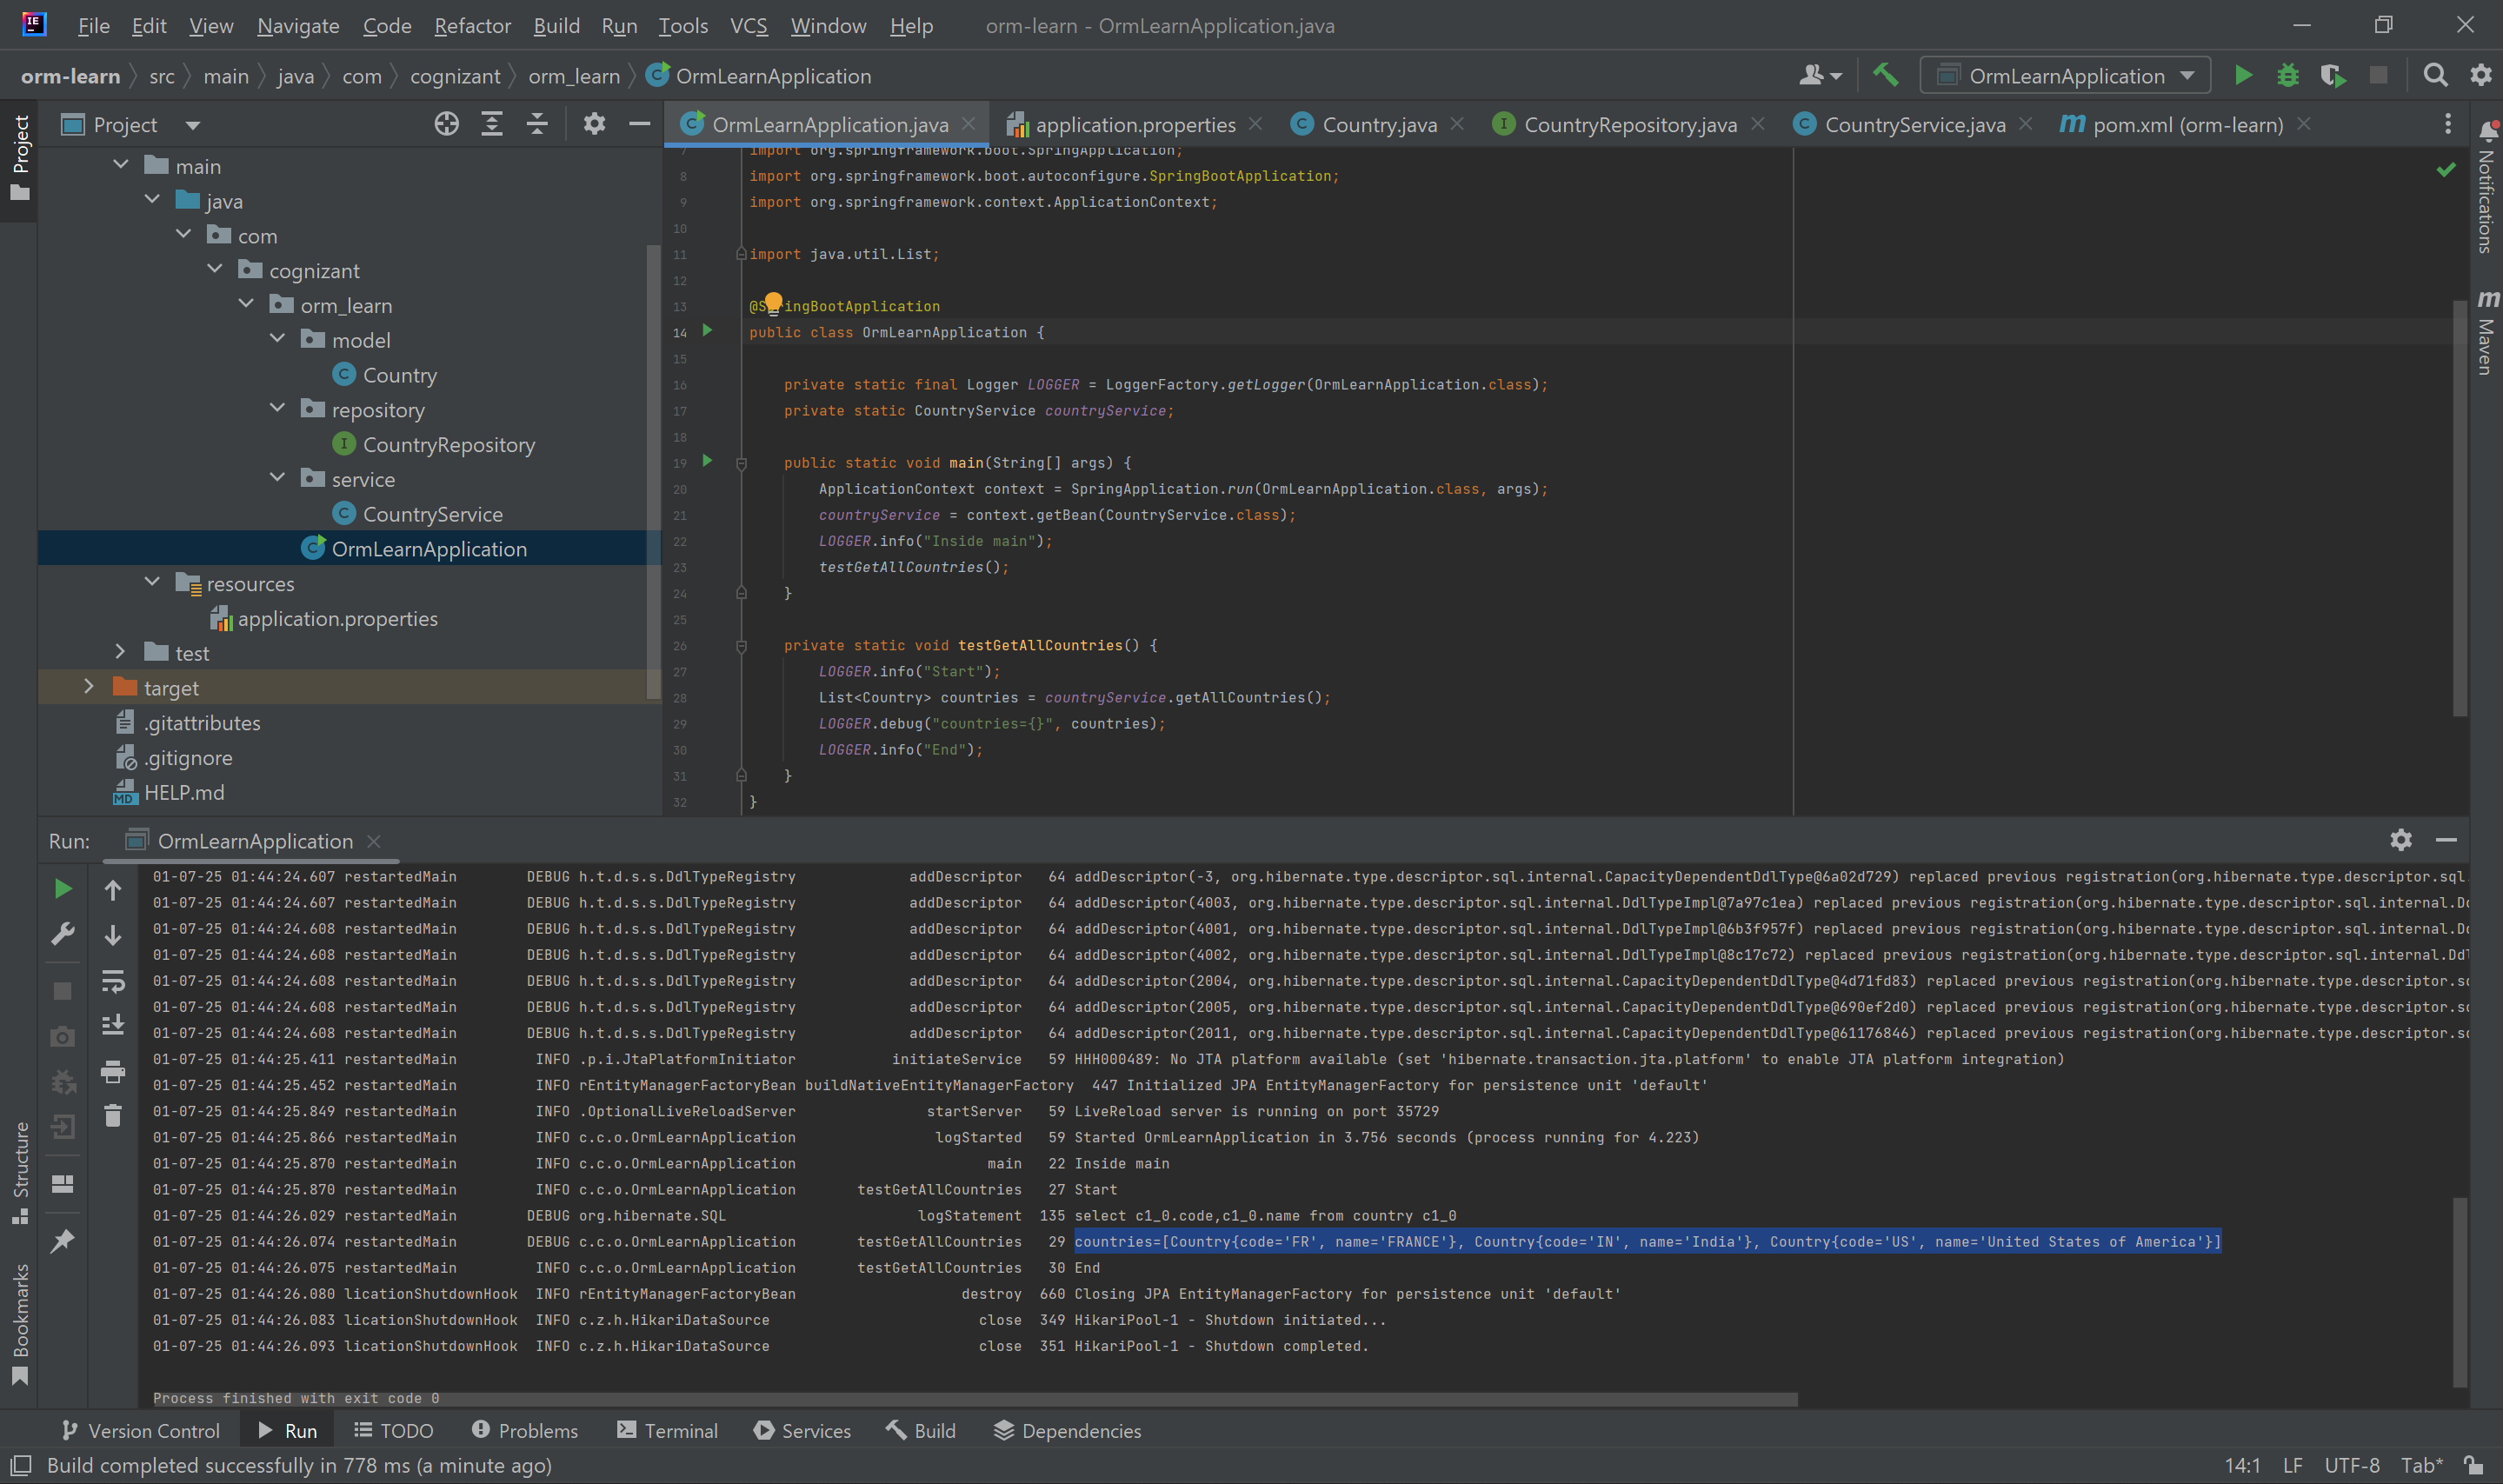 File Edit View Navigate Code Refactor Build Run Tools VCS Window Help orm-learn - OrmLearnApplication.java
orm-learn src main java com cognizant orm_learn OrmLearnApplication
OrmLearnApplication
Project
OrmLearnApplication.java application.properties Country.java CountryRepository.java CountryService.java pom.xml (orm-learn)
Project
main
java
com
cognizant
orm_learn
model
Country
repository
CountryRepository
service
CountryService
OrmLearnApplication
resources
application.properties
test
target
.gitattributes
.gitignore
HELP.md
7 import org.springframework.boot.SpringApplication;
8 import org.springframework.boot.autoconfigure.SpringBootApplication;
9 import org.springframework.context.ApplicationContext;
10
11 import java.util.List;
12
13 @SpringBootApplication
14 public class OrmLearnApplication {
15
16 private static final Logger LOGGER = LoggerFactory.getLogger(OrmLearnApplication.class);
17 private static CountryService countryService;
18
19 public static void main(String[] args) {
20 ApplicationContext context = SpringApplication.run(OrmLearnApplication.class, args);
21 countryService = context.getBean(CountryService.class);
22 LOGGER.info("Inside main");
23 testGetAllCountries();
24 }
25
26 private static void testGetAllCountries() {
27 LOGGER.info("Start");
28 List<Country> countries = countryService.getAllCountries();
29 LOGGER.debug("countries={}", countries);
30 LOGGER.info("End");
31 }
32 }
Notifications
Maven
Run: OrmLearnApplication
01-07-25 01:44:24.607 restartedMain DEBUG h.t.d.s.s.DdlTypeRegistry addDescriptor 64 addDescriptor(-3, org.hibernate.type.descriptor.sql.internal.CapacityDependentDdlType@6a02d729) replaced previous registration(org.hibernate.type.descriptor.sql.
01-07-25 01:44:24.607 restartedMain DEBUG h.t.d.s.s.DdlTypeRegistry addDescriptor 64 addDescriptor(4003, org.hibernate.type.descriptor.sql.internal.DdlTypeImpl@7a97c1ea) replaced previous registration(org.hibernate.type.descriptor.sql.internal.Dd
01-07-25 01:44:24.608 restartedMain DEBUG h.t.d.s.s.DdlTypeRegistry addDescriptor 64 addDescriptor(4001, org.hibernate.type.descriptor.sql.internal.DdlTypeImpl@6b3f957f) replaced previous registration(org.hibernate.type.descriptor.sql.internal.Dd
01-07-25 01:44:24.608 restartedMain DEBUG h.t.d.s.s.DdlTypeRegistry addDescriptor 64 addDescriptor(4002, org.hibernate.type.descriptor.sql.internal.DdlTypeImpl@8c17c72) replaced previous registration(org.hibernate.type.descriptor.sql.internal.Ddl
01-07-25 01:44:24.608 restartedMain DEBUG h.t.d.s.s.DdlTypeRegistry addDescriptor 64 addDescriptor(2004, org.hibernate.type.descriptor.sql.internal.CapacityDependentDdlType@4d71fd83) replaced previous registration(org.hibernate.type.descriptor.sq
01-07-25 01:44:24.608 restartedMain DEBUG h.t.d.s.s.DdlTypeRegistry addDescriptor 64 addDescriptor(2005, org.hibernate.type.descriptor.sql.internal.CapacityDependentDdlType@690ef2d0) replaced previous registration(org.hibernate.type.descriptor.sq
01-07-25 01:44:24.608 restartedMain DEBUG h.t.d.s.s.DdlTypeRegistry addDescriptor 64 addDescriptor(2011, org.hibernate.type.descriptor.sql.internal.CapacityDependentDdlType@61176846) replaced previous registration(org.hibernate.type.descriptor.sq
01-07-25 01:44:25.411 restartedMain INFO .p.i.JtaPlatformInitiator initiateService 59 HHH000489: No JTA platform available (set 'hibernate.transaction.jta.platform' to enable JTA platform integration)
01-07-25 01:44:25.452 restartedMain INFO rEntityManagerFactoryBean buildNativeEntityManagerFactory 447 Initialized JPA EntityManagerFactory for persistence unit 'default'
01-07-25 01:44:25.849 restartedMain INFO .OptionalLiveReloadServer startServer 59 LiveReload server is running on port 35729
01-07-25 01:44:25.866 restartedMain INFO c.c.o.OrmLearnApplication logStarted 59 Started OrmLearnApplication in 3.756 seconds (process running for 4.223)
01-07-25 01:44:25.870 restartedMain INFO c.c.o.OrmLearnApplication main 22 Inside main
01-07-25 01:44:25.870 restartedMain INFO c.c.o.OrmLearnApplication testGetAllCountries 27 Start
01-07-25 01:44:26.029 restartedMain DEBUG org.hibernate.SQL logStatement 135 select c1_0.code,c1_0.name from country c1_0
01-07-25 01:44:26.074 restartedMain DEBUG c.c.o.OrmLearnApplication testGetAllCountries 29 countries=[Country{code='FR', name='FRANCE'}, Country{code='IN', name='India'}, Country{code='US', name='United States of America'}]
01-07-25 01:44:26.075 restartedMain INFO c.c.o.OrmLearnApplication testGetAllCountries 30 End
01-07-25 01:44:26.080 licationShutdownHook INFO rEntityManagerFactoryBean destroy 660 Closing JPA EntityManagerFactory for persistence unit 'default'
01-07-25 01:44:26.083 licationShutdownHook INFO c.z.h.HikariDataSource close 349 HikariPool-1 - Shutdown initiated...
01-07-25 01:44:26.093 licationShutdownHook INFO c.z.h.HikariDataSource close 351 HikariPool-1 - Shutdown completed.
Process finished with exit code 0
Structure
Bookmarks
Version Control Run TODO Problems Terminal Services Build Dependencies
Build completed successfully in 778 ms (a minute ago) 14:1 LF UTF-8 Tab*